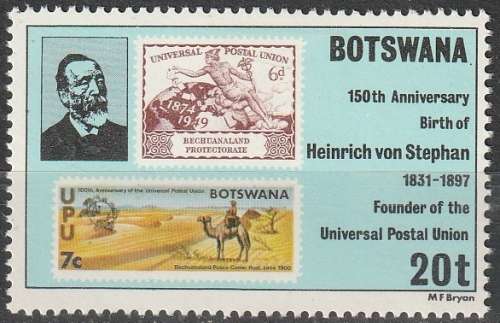 BOTSWANA
150th Anniversary
Birth of
Heinrich von Stephan
1831-1897
Founder of the
Universal Postal Union
20t
M F Bryan
UNIVERSAL POSTAL UNION
6d.
1874
1949
BECHUANALAND
PROTECTORATE
100th Anniversary of the Universal Postal Union
BOTSWANA
UPU
7c
Bechuanaland Police Camel Post, circa 1900